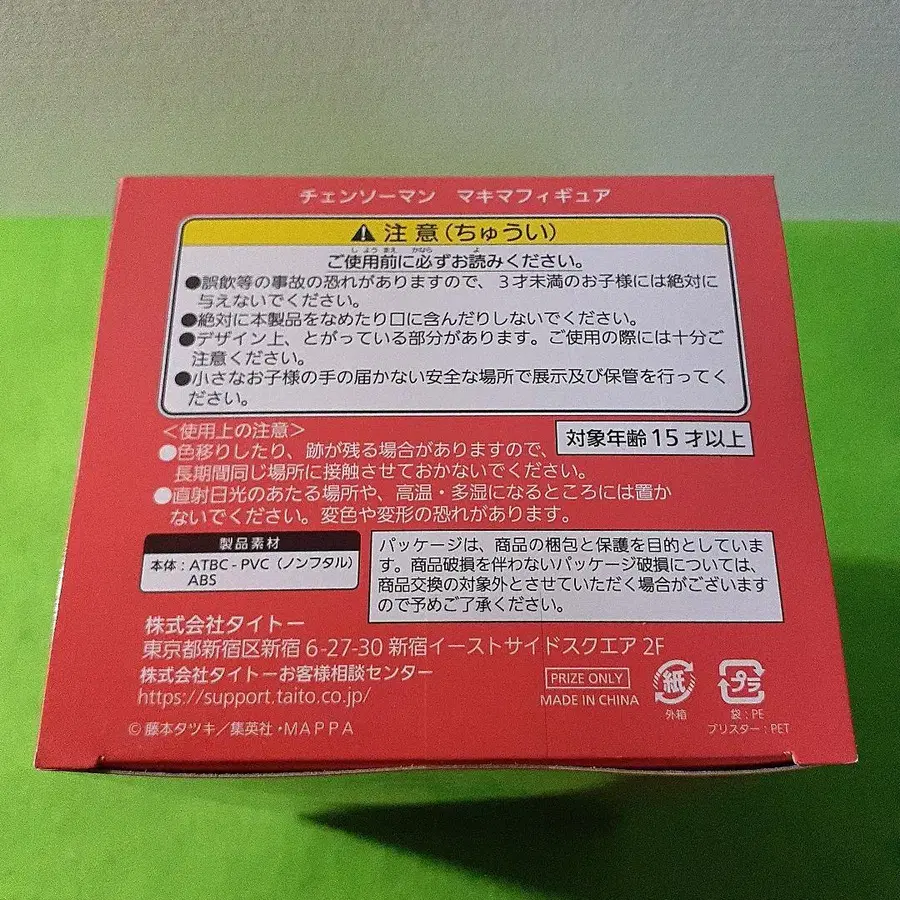 チェンソーマン マキマフィギュア
⚠注意(ちゅうい)
しようまえ かなら よ
ご使用前に必ずお読みください。
●誤飲等の事故の恐れがありますので、3才未満のお子様には絶対に
与えないでください。
●絶対に本製品をなめたり口に含んだりしないでください。
●デザイン上、とがっている部分があります。ご使用の際には十分ご
注意ください。
●小さなお子様の手の届かない安全な場所で展示及び保管を行ってく
ださい。
<使用上の注意>
対象年齢15才以上
●色移りしたり、跡が残る場合がありますので、
長期間同じ場所に接触させておかないでください。
●直射日光のあたる場所や、高温・多湿になるところには置か
ないでください。変色や変形の恐れがあります。
製品素材
本体:ATBC-PVC(ノンフタル)
ABS
パッケージは、商品の梱包と保護を目的としていま
す。商品破損を伴わないパッケージ破損については、
商品交換の対象外とさせていただく場合がございます
ので予めご了承ください。
株式会社タイトー
東京都新宿区新宿6-27-30 新宿イーストサイドスクエア 2F
株式会社タイトーお客様相談センター
https://support.taito.co.jp/
PRIZE ONLY
MADE IN CHINA
紙
外箱
プラ
袋:PE
ブリスター:PET
©藤本タツキ/集英社・MAPPA